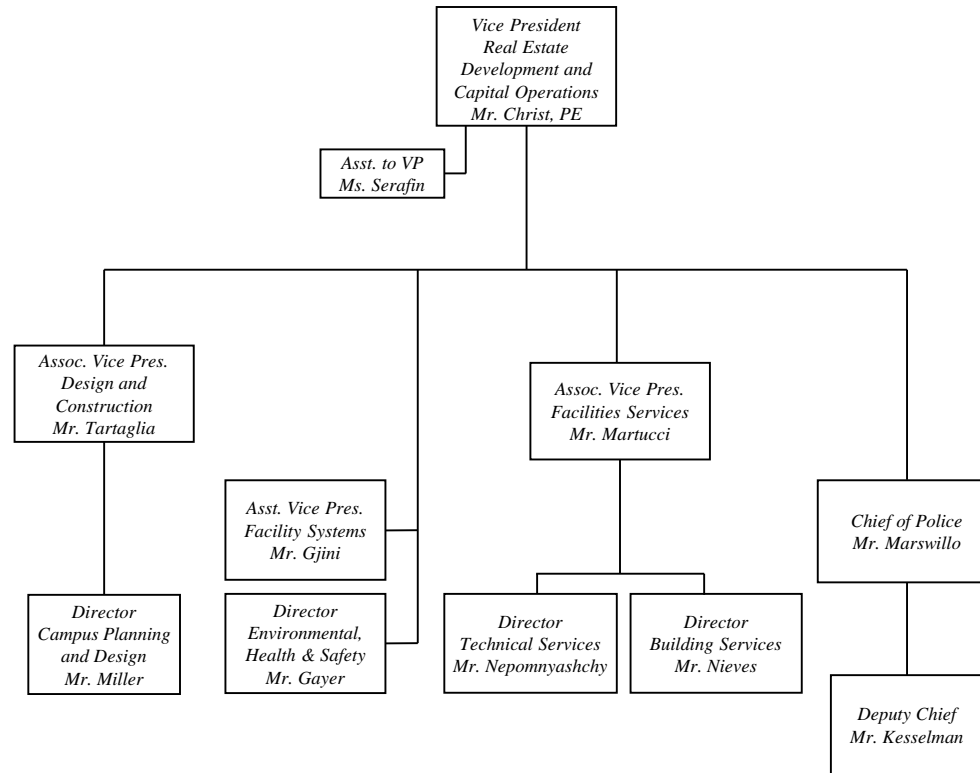 Vice President
Real Estate
Development and
Capital Operations
Mr. Christ, PE
Asst. to VP
Ms. Serafin
Assoc. Vice Pres.
Design and
Construction
Mr. Tartaglia
Assoc. Vice Pres.
Facilities Services
Mr. Martucci
Asst. Vice Pres.
Facility Systems
Mr. Gjini
Chief of Police
Mr. Marswillo
Director
Campus Planning
and Design
Mr. Miller
Director
Environmental,
Health & Safety
Mr. Gayer
Director
Technical Services
Mr. Nepomnyashchy
Director
Building Services
Mr. Nieves
Deputy Chief
Mr. Kesselman